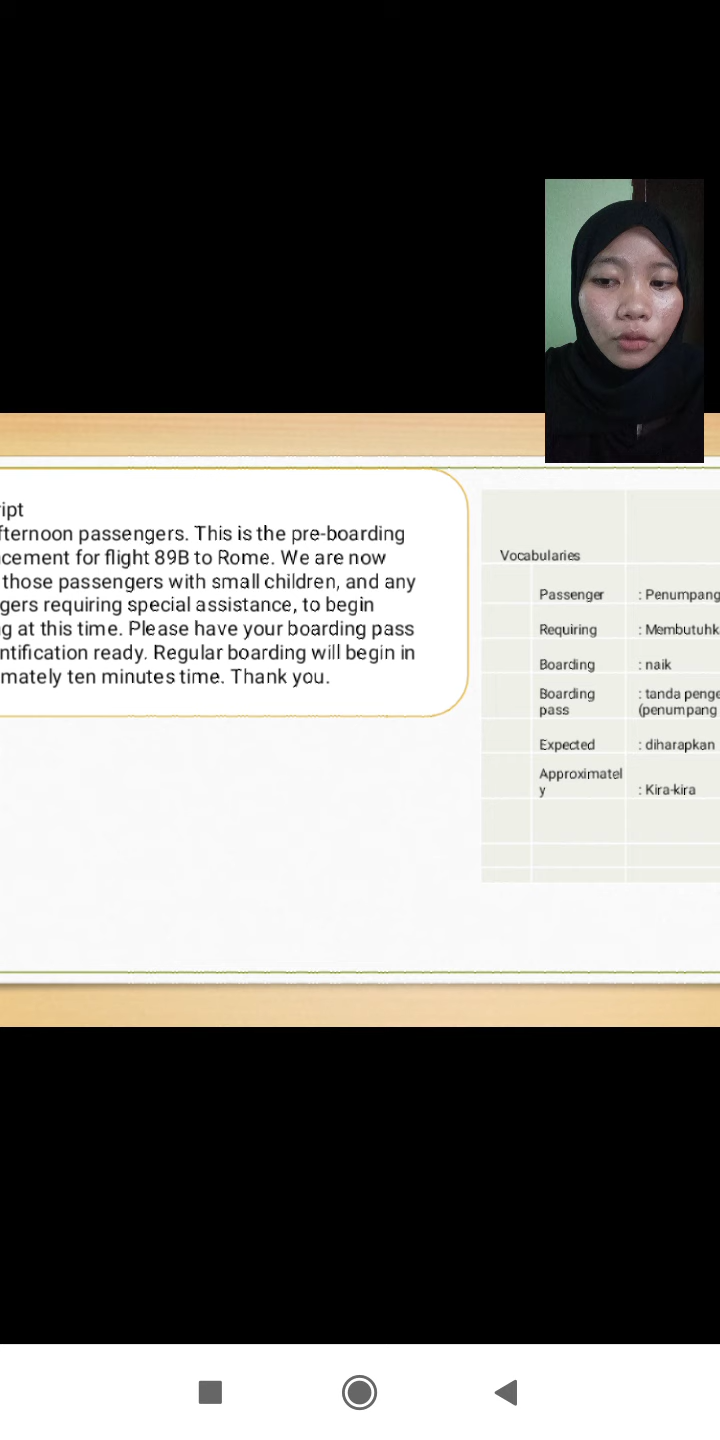 ript
fternoon passengers. This is the pre-boarding
cement for flight 89B to Rome. We are now
those passengers with small children, and any
gers requiring special assistance, to begin
g at this time. Please have your boarding pass
ntification ready. Regular boarding will begin in
mately ten minutes time. Thank you.
Vocabularies
Passenger : Penumpang
Requiring : Membutuhk
Boarding : naik
Boarding pass : tanda penge (penumpang
Expected : diharapkan
Approximatel
y : Kira-kira